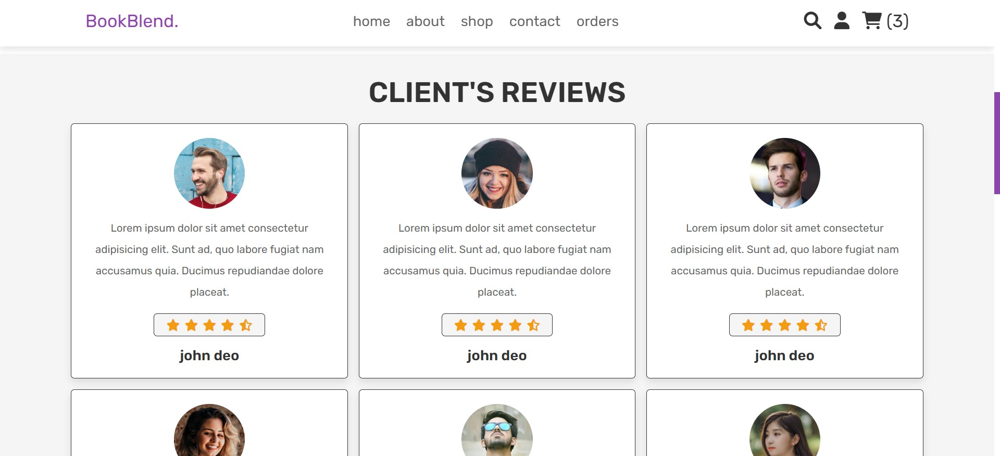 BookBlend.
home about shop contact orders
(3)
CLIENT'S REVIEWS
Lorem ipsum dolor sit amet consectetur
adipisicing elit. Sunt ad, quo labore fugiat nam
accusamus quia. Ducimus repudiandae dolore
placeat.
john deo
Lorem ipsum dolor sit amet consectetur
adipisicing elit. Sunt ad, quo labore fugiat nam
accusamus quia. Ducimus repudiandae dolore
placeat.
john deo
Lorem ipsum dolor sit amet consectetur
adipisicing elit. Sunt ad, quo labore fugiat nam
accusamus quia. Ducimus repudiandae dolore
placeat.
john deo